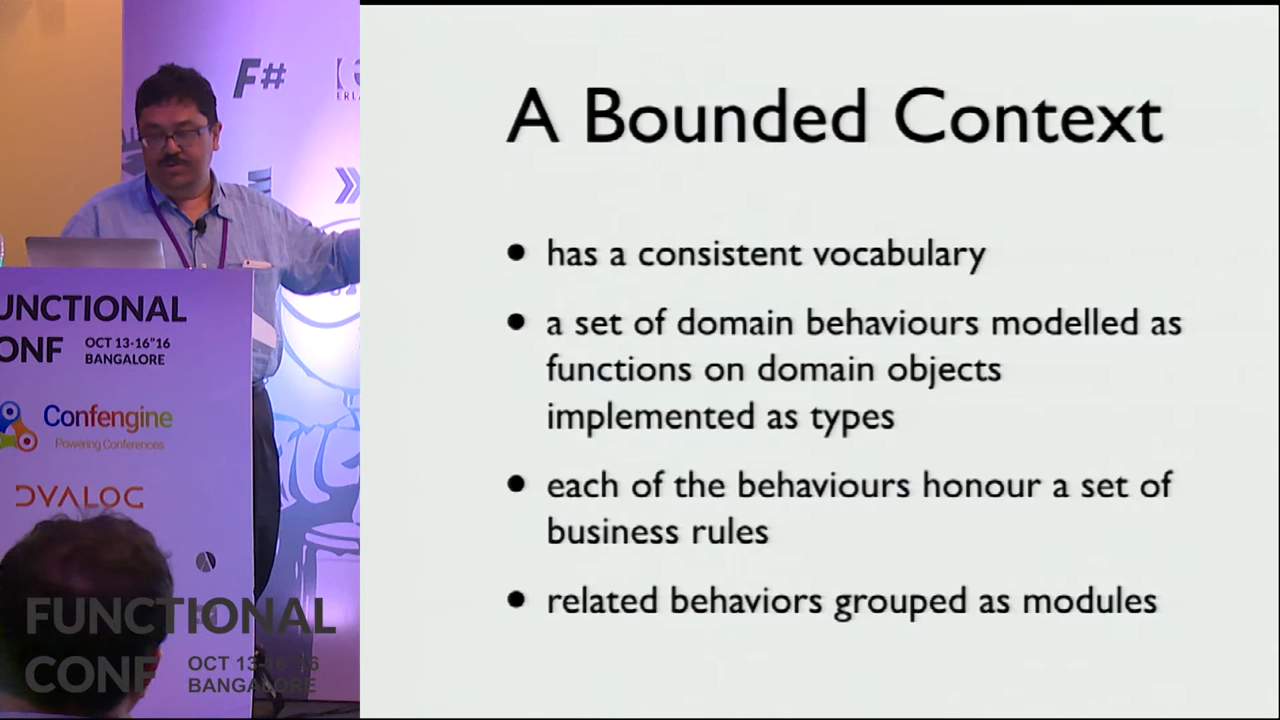 F#
ERLA
UNCTIONAL
ONF
OCT 13-16"16
BANGALORE
Confengine
Powering Conferences
DYALOG
FUNCTIONAL
CONF
OCT 13-16"16
BANGALORE
A Bounded Context
• has a consistent vocabulary
• a set of domain behaviours modelled as
functions on domain objects
implemented as types
• each of the behaviours honour a set of
business rules
• related behaviors grouped as modules